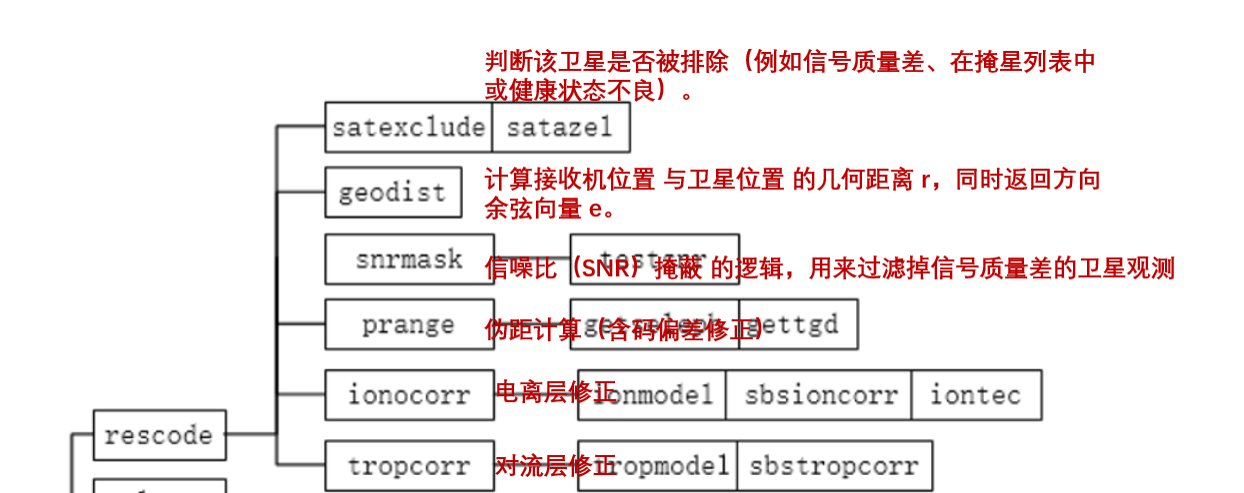 判断该卫星是否被排除（例如信号质量差、在掩星列表中
或健康状态不良）。
satexclude satazel
计算接收机位置 与卫星位置 的几何距离 r，同时返回方向
余弦向量 e。
geodist
snrmask testsnr
信噪比（SNR）掩蔽 的逻辑，用来过滤掉信号质量差的卫星观测
prange gettgd
伪距计算（含码偏差修正）
电离层修正
ionocorr ionmodel sbsioncorr iontec
rescode
对流层修正
tropcorr tropmodel sbstropcorr